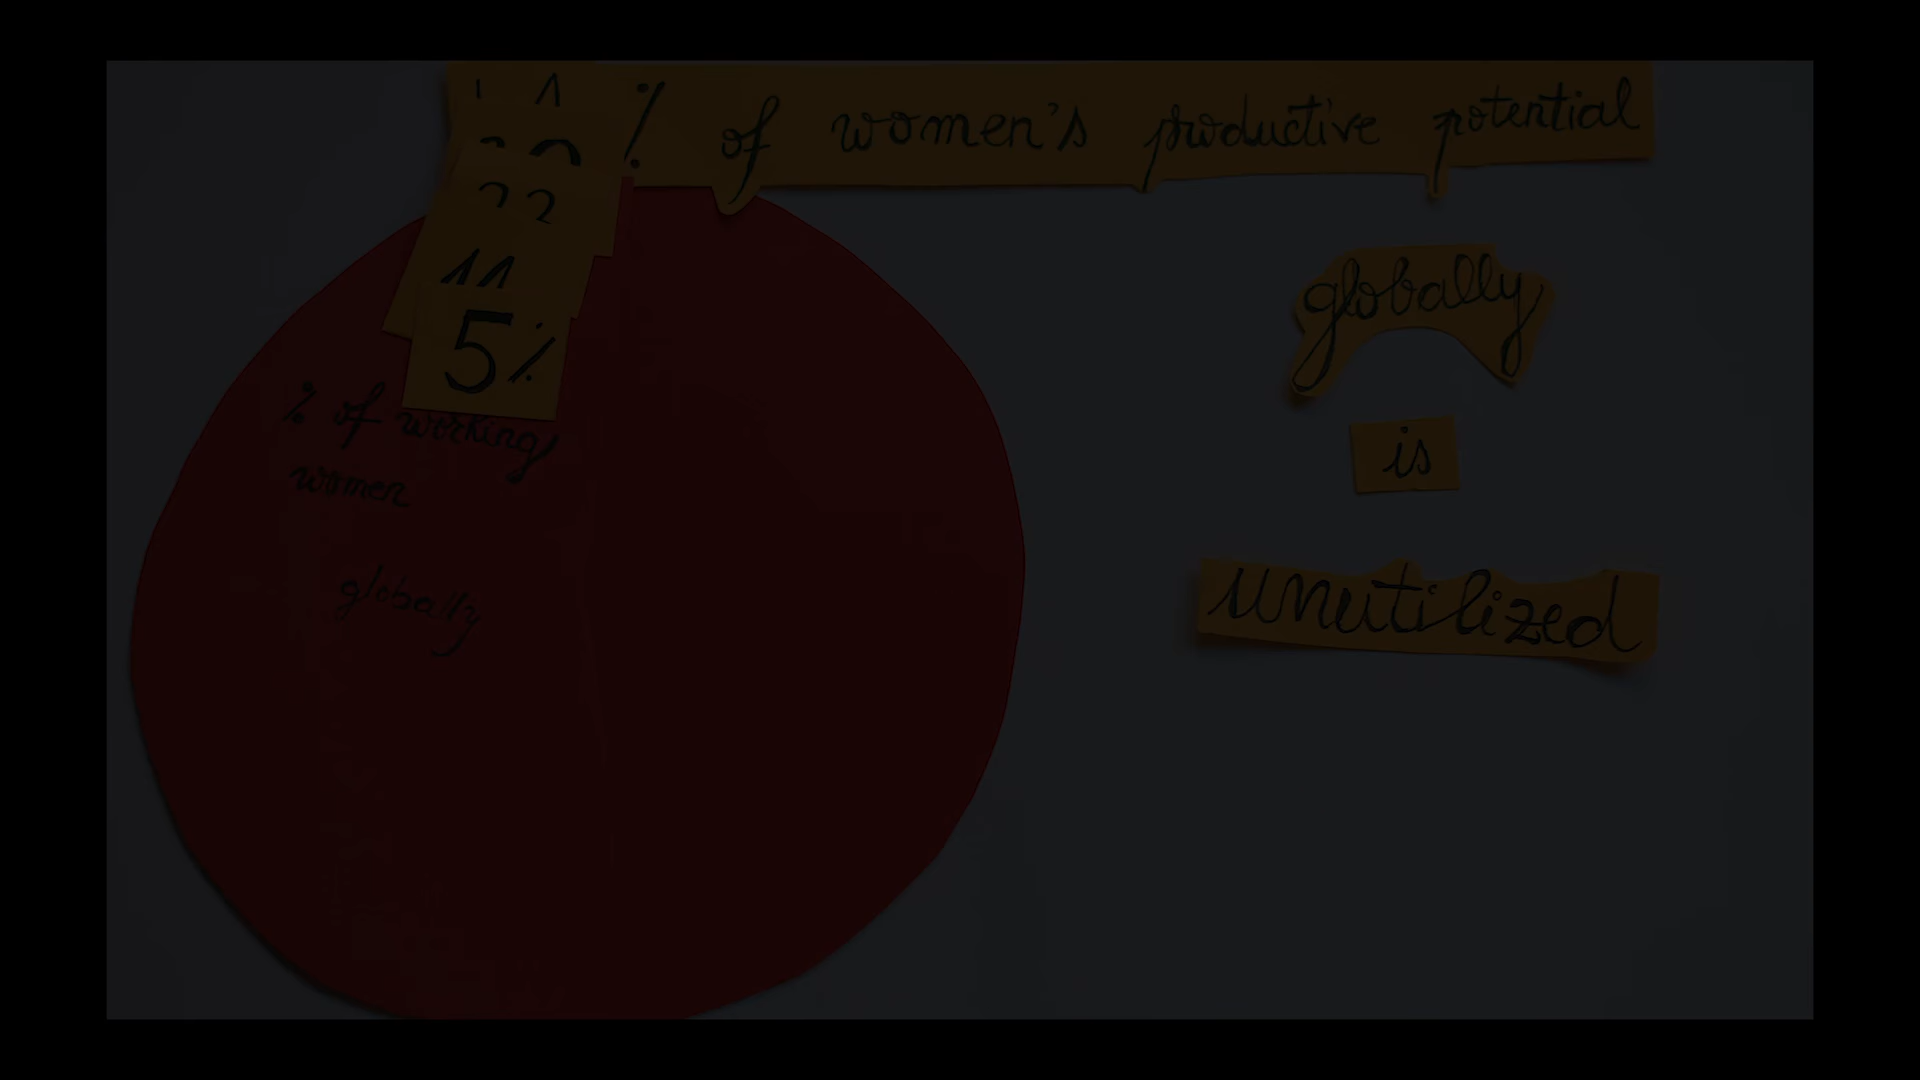 % of women's productive potential
5%
% of working
women
globally
globally
is
unutilized